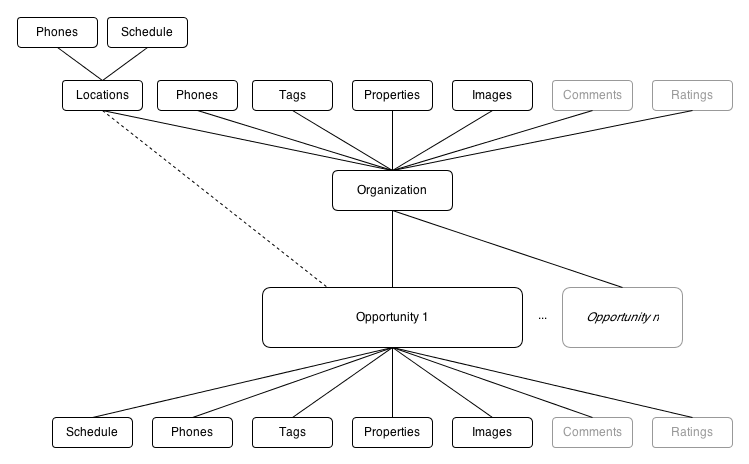 Phones
Schedule
Locations
Phones
Tags
Properties
Images
Comments
Ratings
Organization
Opportunity 1
...
Opportunity n
Schedule
Phones
Tags
Properties
Images
Comments
Ratings